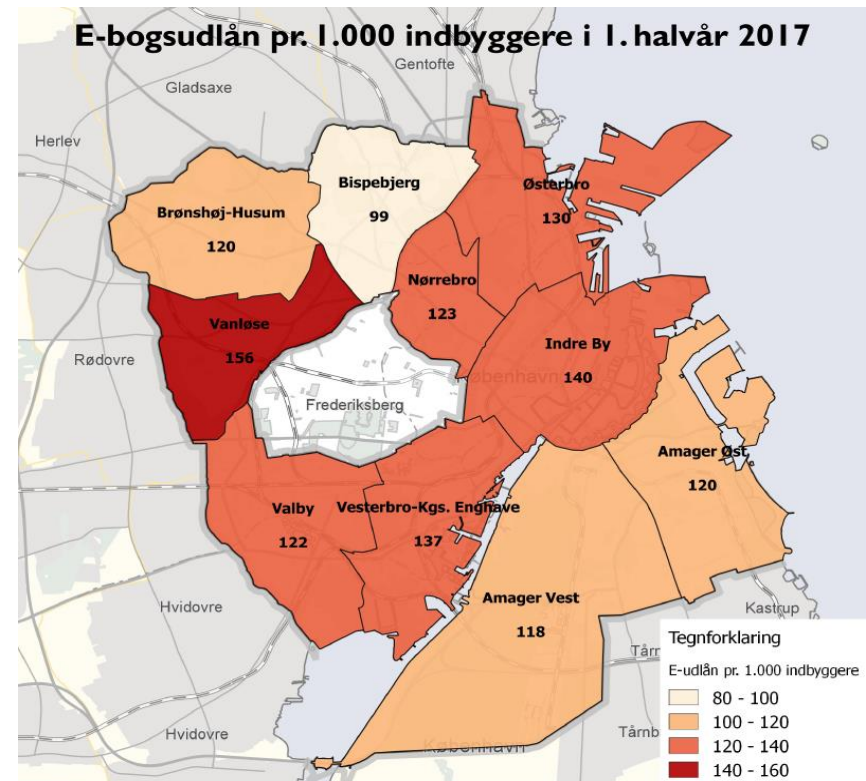 E-bogsudlån pr. 1.000 indbyggere i 1. halvår 2017
Gentofte
Gladsaxe
Herlev
Bispebjerg
99
Østerbro
130
Brønshøj-Husum
120
Nørrebro
123
Vanløse
156
Indre By
140
København
Rødovre
Frederiksberg
Amager Øst
120
Valby
122
Vesterbro-Kgs. Enghave
137
Amager Vest
118
Hvidovre
Kastrup
Hvidovre
København
Tegnforklaring
E-udlån pr. 1.000 indbyggere
80 - 100
100 - 120
120 - 140
140 - 160